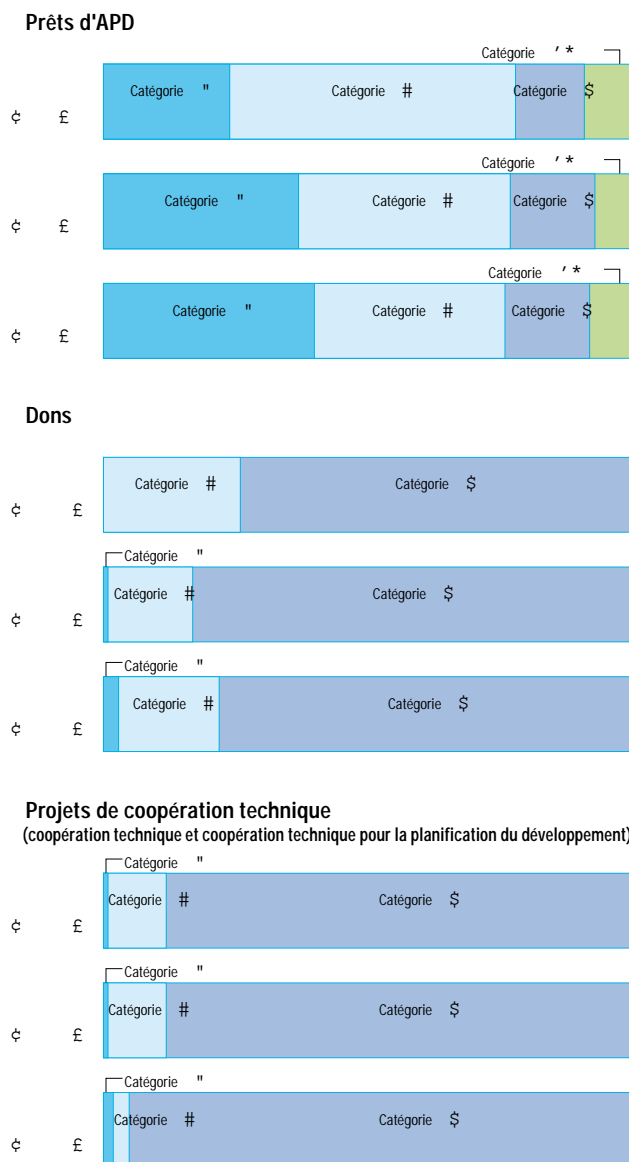 Prêts d'APD
Catégorie ' *
Catégorie " Catégorie # Catégorie $
¢ £
Catégorie ' *
Catégorie " Catégorie # Catégorie $
¢ £
Catégorie ' *
Catégorie " Catégorie # Catégorie $
¢ £
Dons
Catégorie # Catégorie $
¢ £
Catégorie "
Catégorie # Catégorie $
¢ £
Catégorie "
Catégorie # Catégorie $
¢ £
Projets de coopération technique
(coopération technique et coopération technique pour la planification du développement)
Catégorie "
Catégorie # Catégorie $
¢ £
Catégorie "
Catégorie # Catégorie $
¢ £
Catégorie "
Catégorie # Catégorie $
¢ £